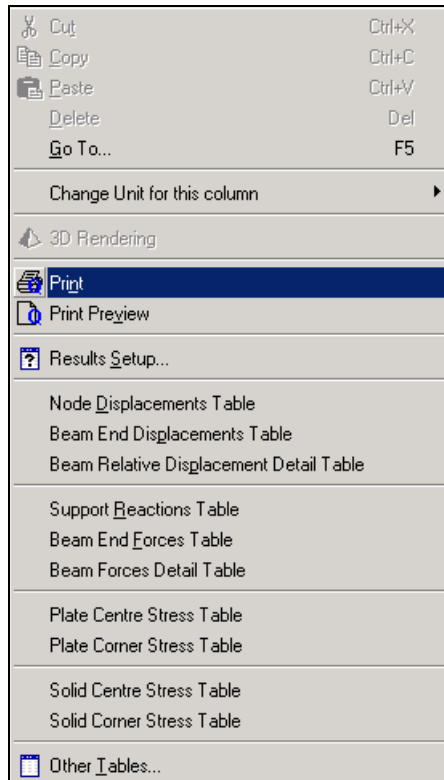 Cut Ctrl+X
Copy Ctrl+C
Paste Ctrl+V
Delete Del
Go To... F5
Change Unit for this column
3D Rendering
Print
Print Preview
Results Setup...
Node Displacements Table
Beam End Displacements Table
Beam Relative Displacement Detail Table
Support Reactions Table
Beam End Forces Table
Beam Forces Detail Table
Plate Centre Stress Table
Plate Corner Stress Table
Solid Centre Stress Table
Solid Corner Stress Table
Other Tables...